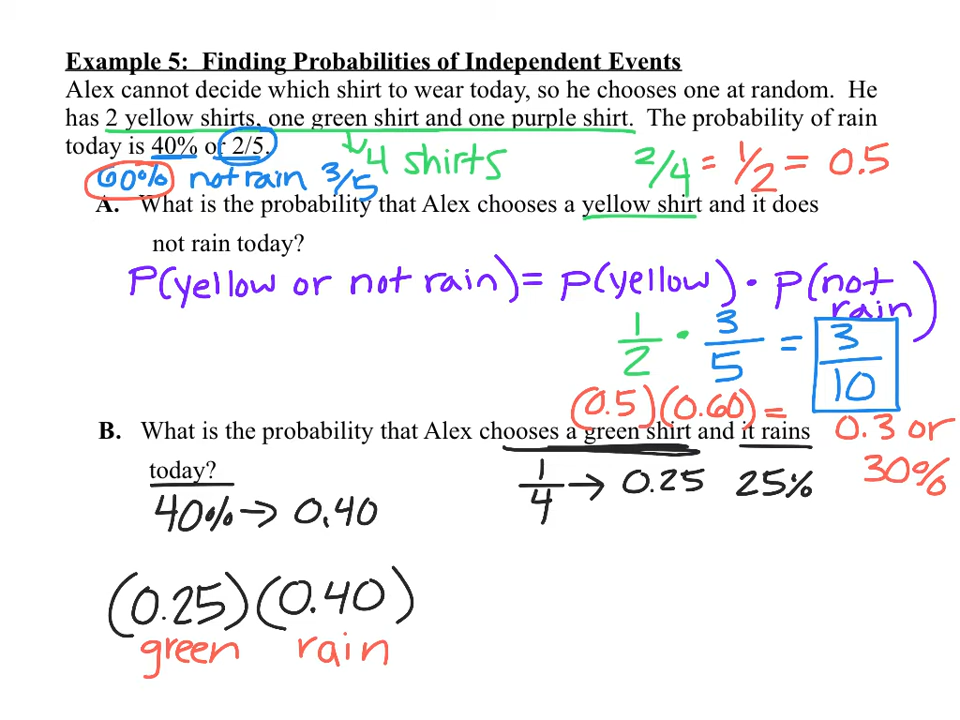 Example 5: Finding Probabilities of Independent Events
Alex cannot decide which shirt to wear today, so he chooses one at random. He
has 2 yellow shirts, one green shirt and one purple shirt. The probability of rain
today is 40% or 2/5.
4 shirts
2/4 = 1/2 = 0.5
60% not rain 3/5
A. What is the probability that Alex chooses a yellow shirt and it does
not rain today?
P(yellow or not rain) = P(yellow) · P(not rain)
1/2 · 3/5 = 3/10
(0.5)(0.60) = 0.3 or 30%
B. What is the probability that Alex chooses a green shirt and it rains
today?
1/4 → 0.25 25%
40% → 0.40
(0.25)(0.40)
green rain